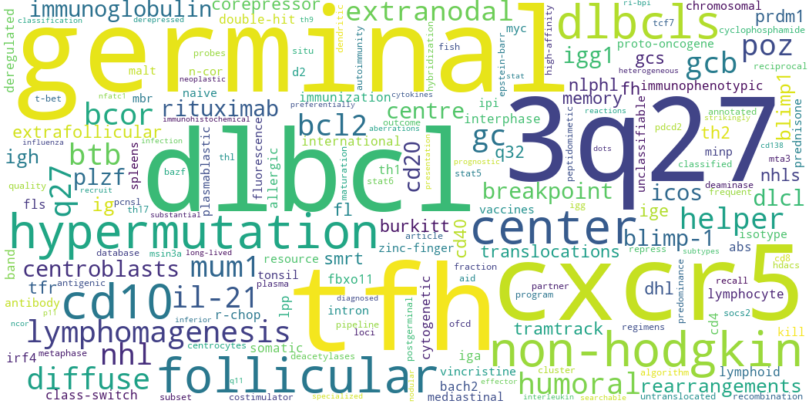 immunoglobulin corepressor derepressed th9 extranodal dlbcls chromosomal prdm1
classification double-hit dendritic cyclophosphamide
deregulated germinal autoimmunity hybridization myc high-affinity proto-oncogene tcf7 poz
probes situ fish stat epstein-barr igg1 gcs gcb reciprocal
malt n-cor d2 cytokines heterogeneous
neoplastic naive immunization nlphl fh immunophenotypic
t-bet mbr nfatc1 preferentially ipi memory
bcor rituximab centre 3q27 blimp1
extrafollicular immunohistochemical bcl2 outcome interphase annotated strikingly
influenza infection aberrations gc peptidomimetic reactions pdcd2 cd138 prednisone
igh btb spleens plasmablastic dlbcl fluorescence international cd20 q32 unclassifiable th2 minp mta3
quality bazf th1 allergic maturation th1 presentation dots classified nhls
q27 plzf recruit stat6 prognostic stat5 breakpoint icos deaminase frequent
fls ig pcnsl th17 fl igg vaccines ige dlcl
substantial burkitt cd40 helper isotype
hypermutation center blimp-1 abs
band database msin3a long-lived resource smrt zinc-finger article translocations repress subtypes
centroblasts mum1 tonsil fbxo11 aid fraction partner cxcr5 predominance cd8 hdacs
tfr antigenic plasma lpp tfh diagnosed cytogenetic program dhl recall lymphocyte
antibody p1f cd10 il-21 intron ofcd cd4 socs2
ncor inferior r-chop pipeline tramtrack regimens kill
lymphomagenesis loci postgerminal non-hodgkin
irf4 metaphase nhl centrocytes somatic deacetylases iga cluster algorithm lymphoid
diffuse q11 follicular nodular vincristine humoral rearrangements
class-switch subset costimulator specialized bach2 effector mediastinal interleukin searchable untranslocated recombination
ri-bpi